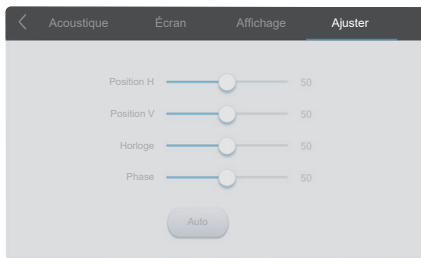 Acoustique Écran Affichage Ajuster
Position H 50
Position V 50
Horloge 50
Phase 50
Auto